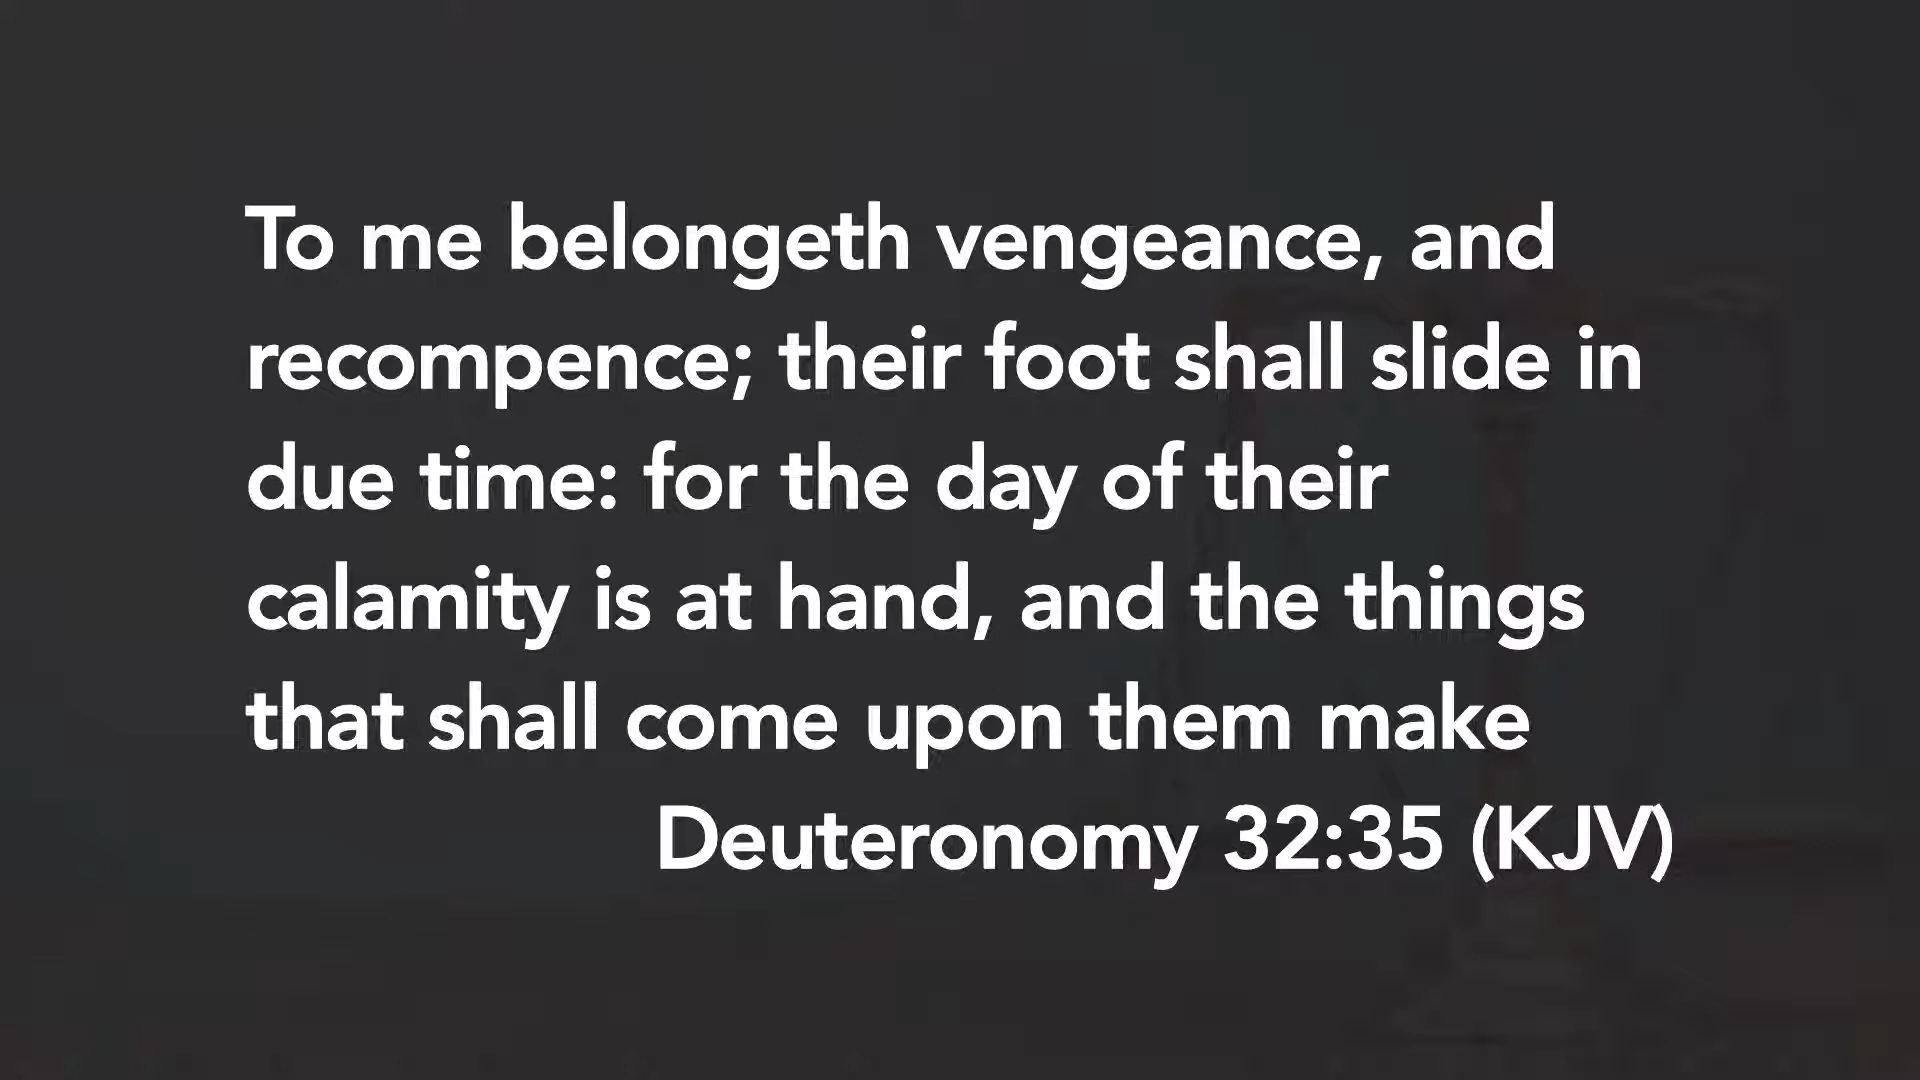 To me belongeth vengeance, and
recompence; their foot shall slide in
due time: for the day of their
calamity is at hand, and the things
that shall come upon them make
Deuteronomy 32:35 (KJV)